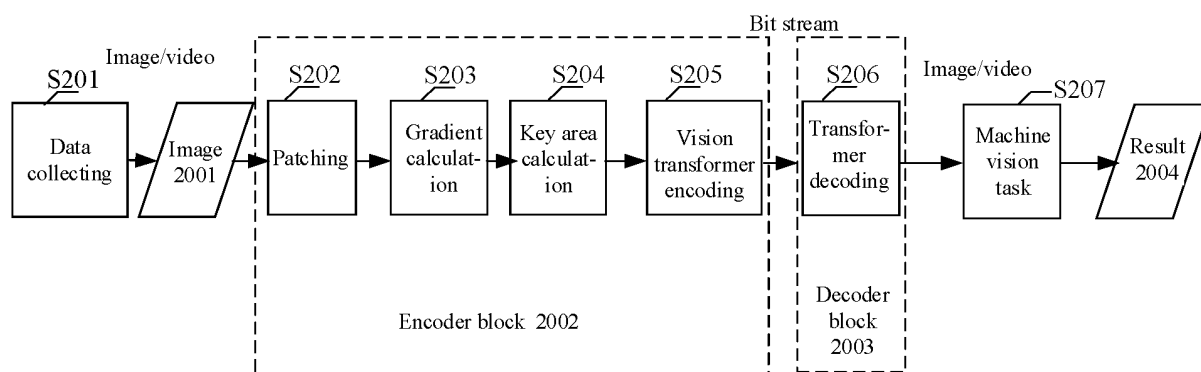 Bit stream
Image/video
S201
Data
collecting
Image
2001
S202
Patching
S203
Gradient
calculat-
ion
S204
Key area
calculat-
ion
S205
Vision
transformer
encoding
Encoder block 2002
S206
Transfor-
mer
decoding
Decoder
block
2003
Image/video
S207
Machine
vision
task
Result
2004